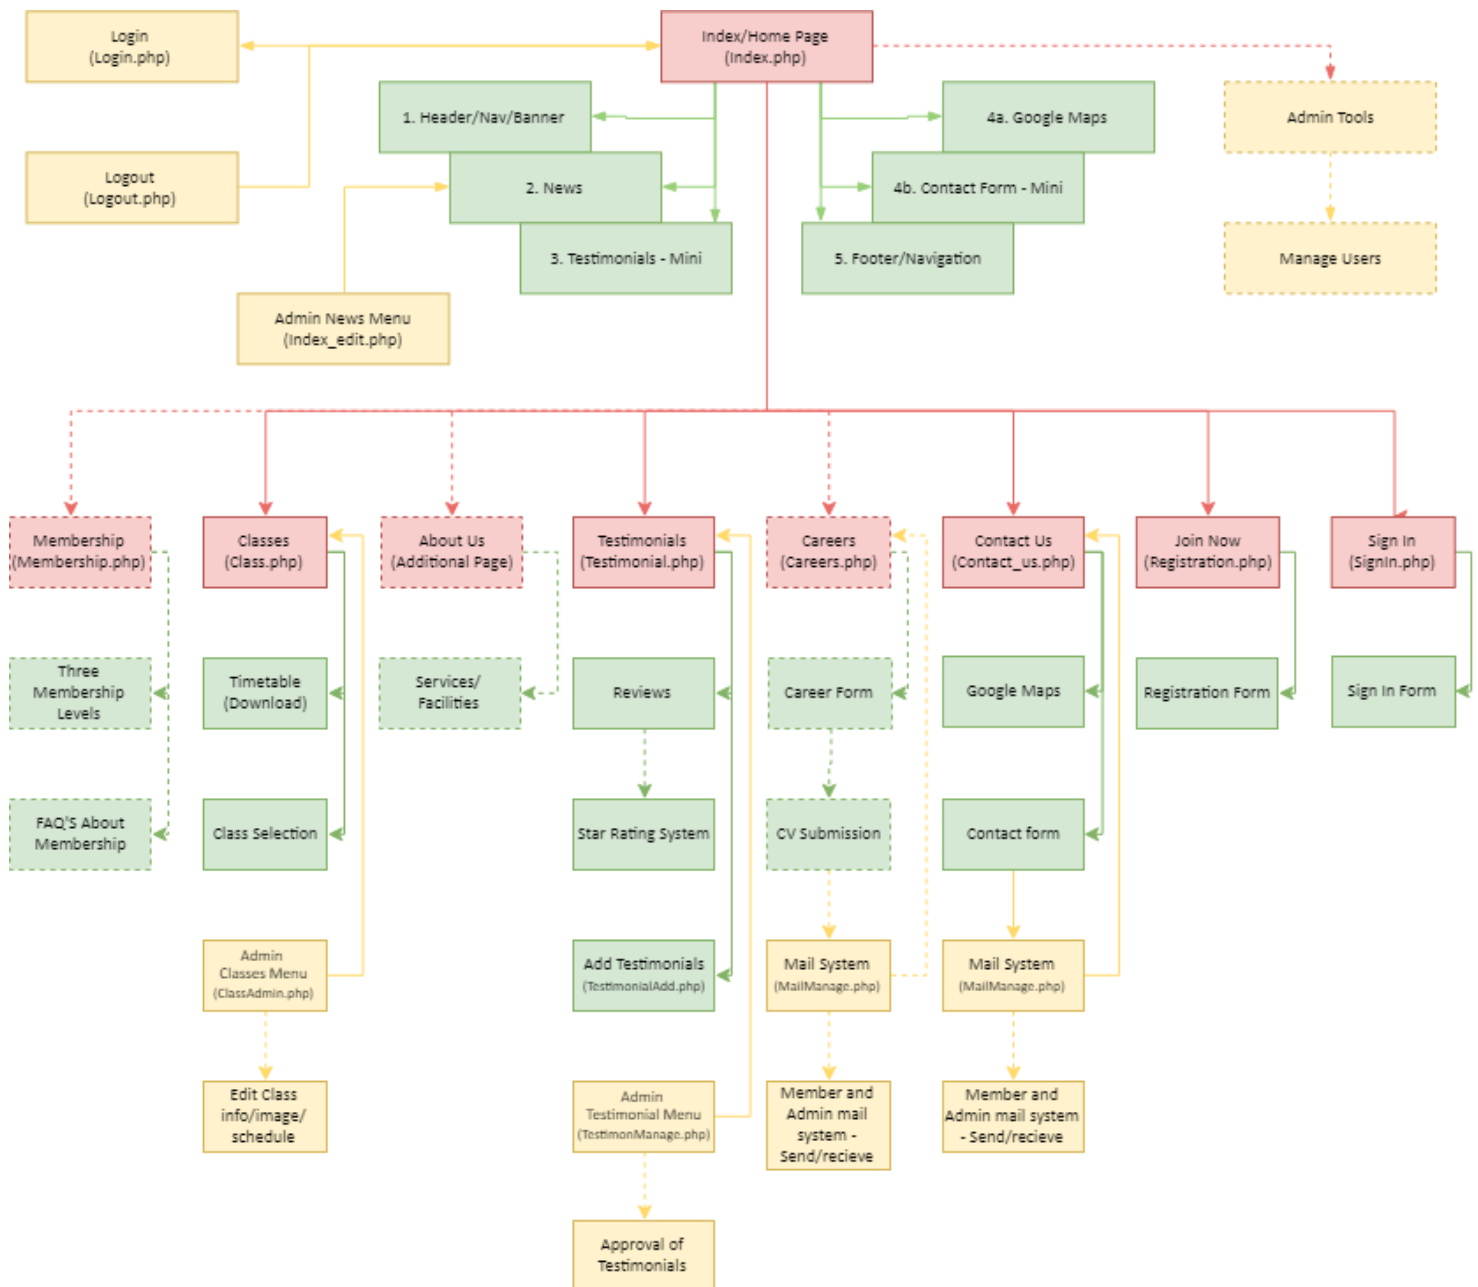 Login
(Login.php)
Index/Home Page
(Index.php)
1. Header/Nav/Banner
4a. Google Maps
Admin Tools
Logout
(Logout.php)
2. News
4b. Contact Form - Mini
3. Testimonials - Mini
5. Footer/Navigation
Manage Users
Admin News Menu
(Index_edit.php)
Membership
(Membership.php)
Classes
(Class.php)
About Us
(Additional Page)
Testimonials
(Testimonial.php)
Careers
(Careers.php)
Contact Us
(Contact_us.php)
Join Now
(Registration.php)
Sign In
(SignIn.php)
Three
Membership
Levels
Timetable
(Download)
Services/
Facilities
Reviews
Career Form
Google Maps
Registration Form
Sign In Form
FAQ'S About
Membership
Class Selection
Star Rating System
CV Submission
Contact form
Admin
Classes Menu
(ClassAdmin.php)
Add Testimonials
(TestimonialAdd.php)
Mail System
(MailManage.php)
Mail System
(MailManage.php)
Edit Class
info/image/
schedule
Admin
Testimonial Menu
(TestimonManage.php)
Member and
Admin mail
system -
Send/recieve
Member and
Admin mail system
- Send/recieve
Approval of
Testimonials